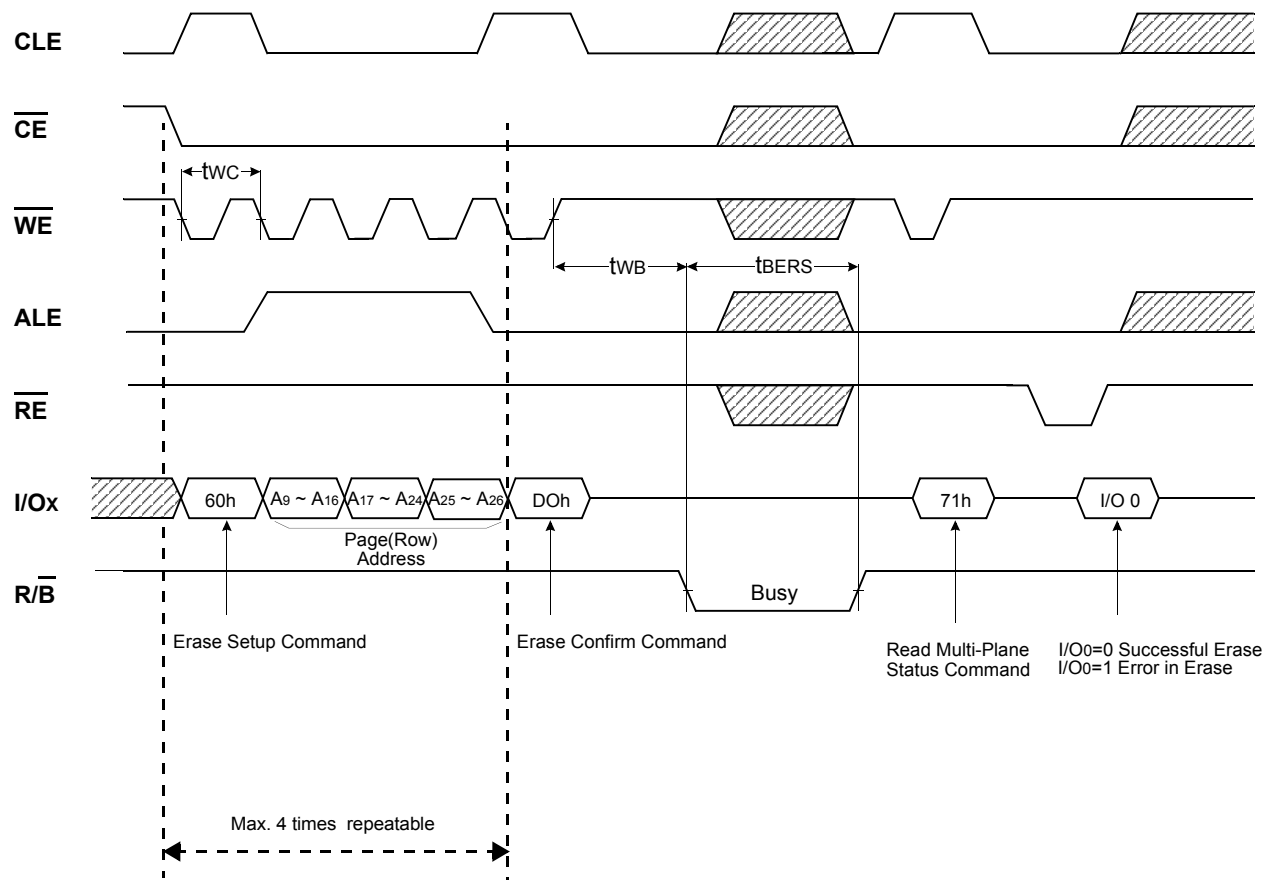 CLE
CE
tWC
WE
tWB
tBERS
ALE
RE
I/Ox
60h
A9 ~ A16
A17 ~ A24
A25 ~ A26
DOh
71h
I/O 0
Page(Row)
Address
R/B
Busy
Erase Setup Command
Erase Confirm Command
Read Multi-Plane
Status Command
I/O0=0 Successful Erase
I/O0=1 Error in Erase
Max. 4 times repeatable